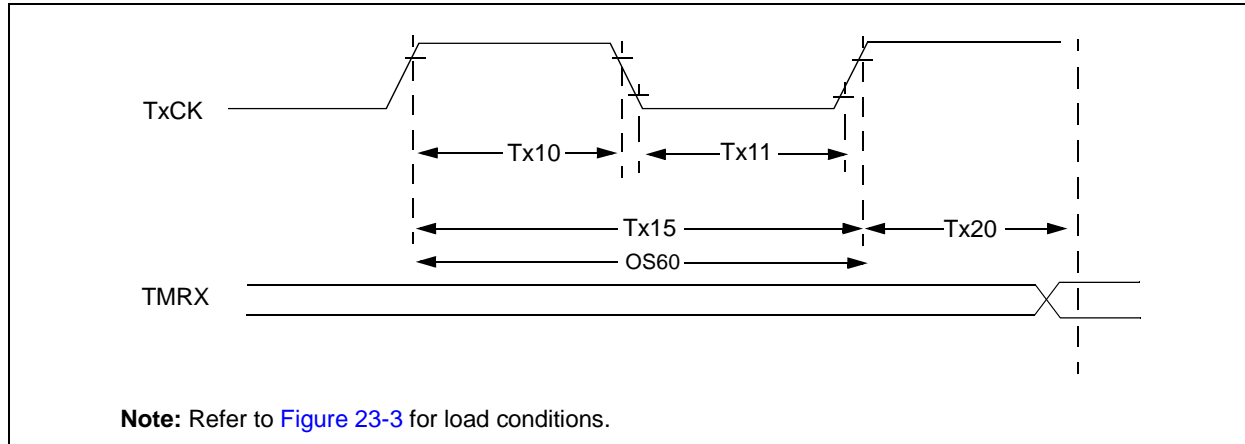 TxCK
Tx10
Tx11
Tx15
Tx20
OS60
TMRX
Note: Refer to Figure 23-3 for load conditions.